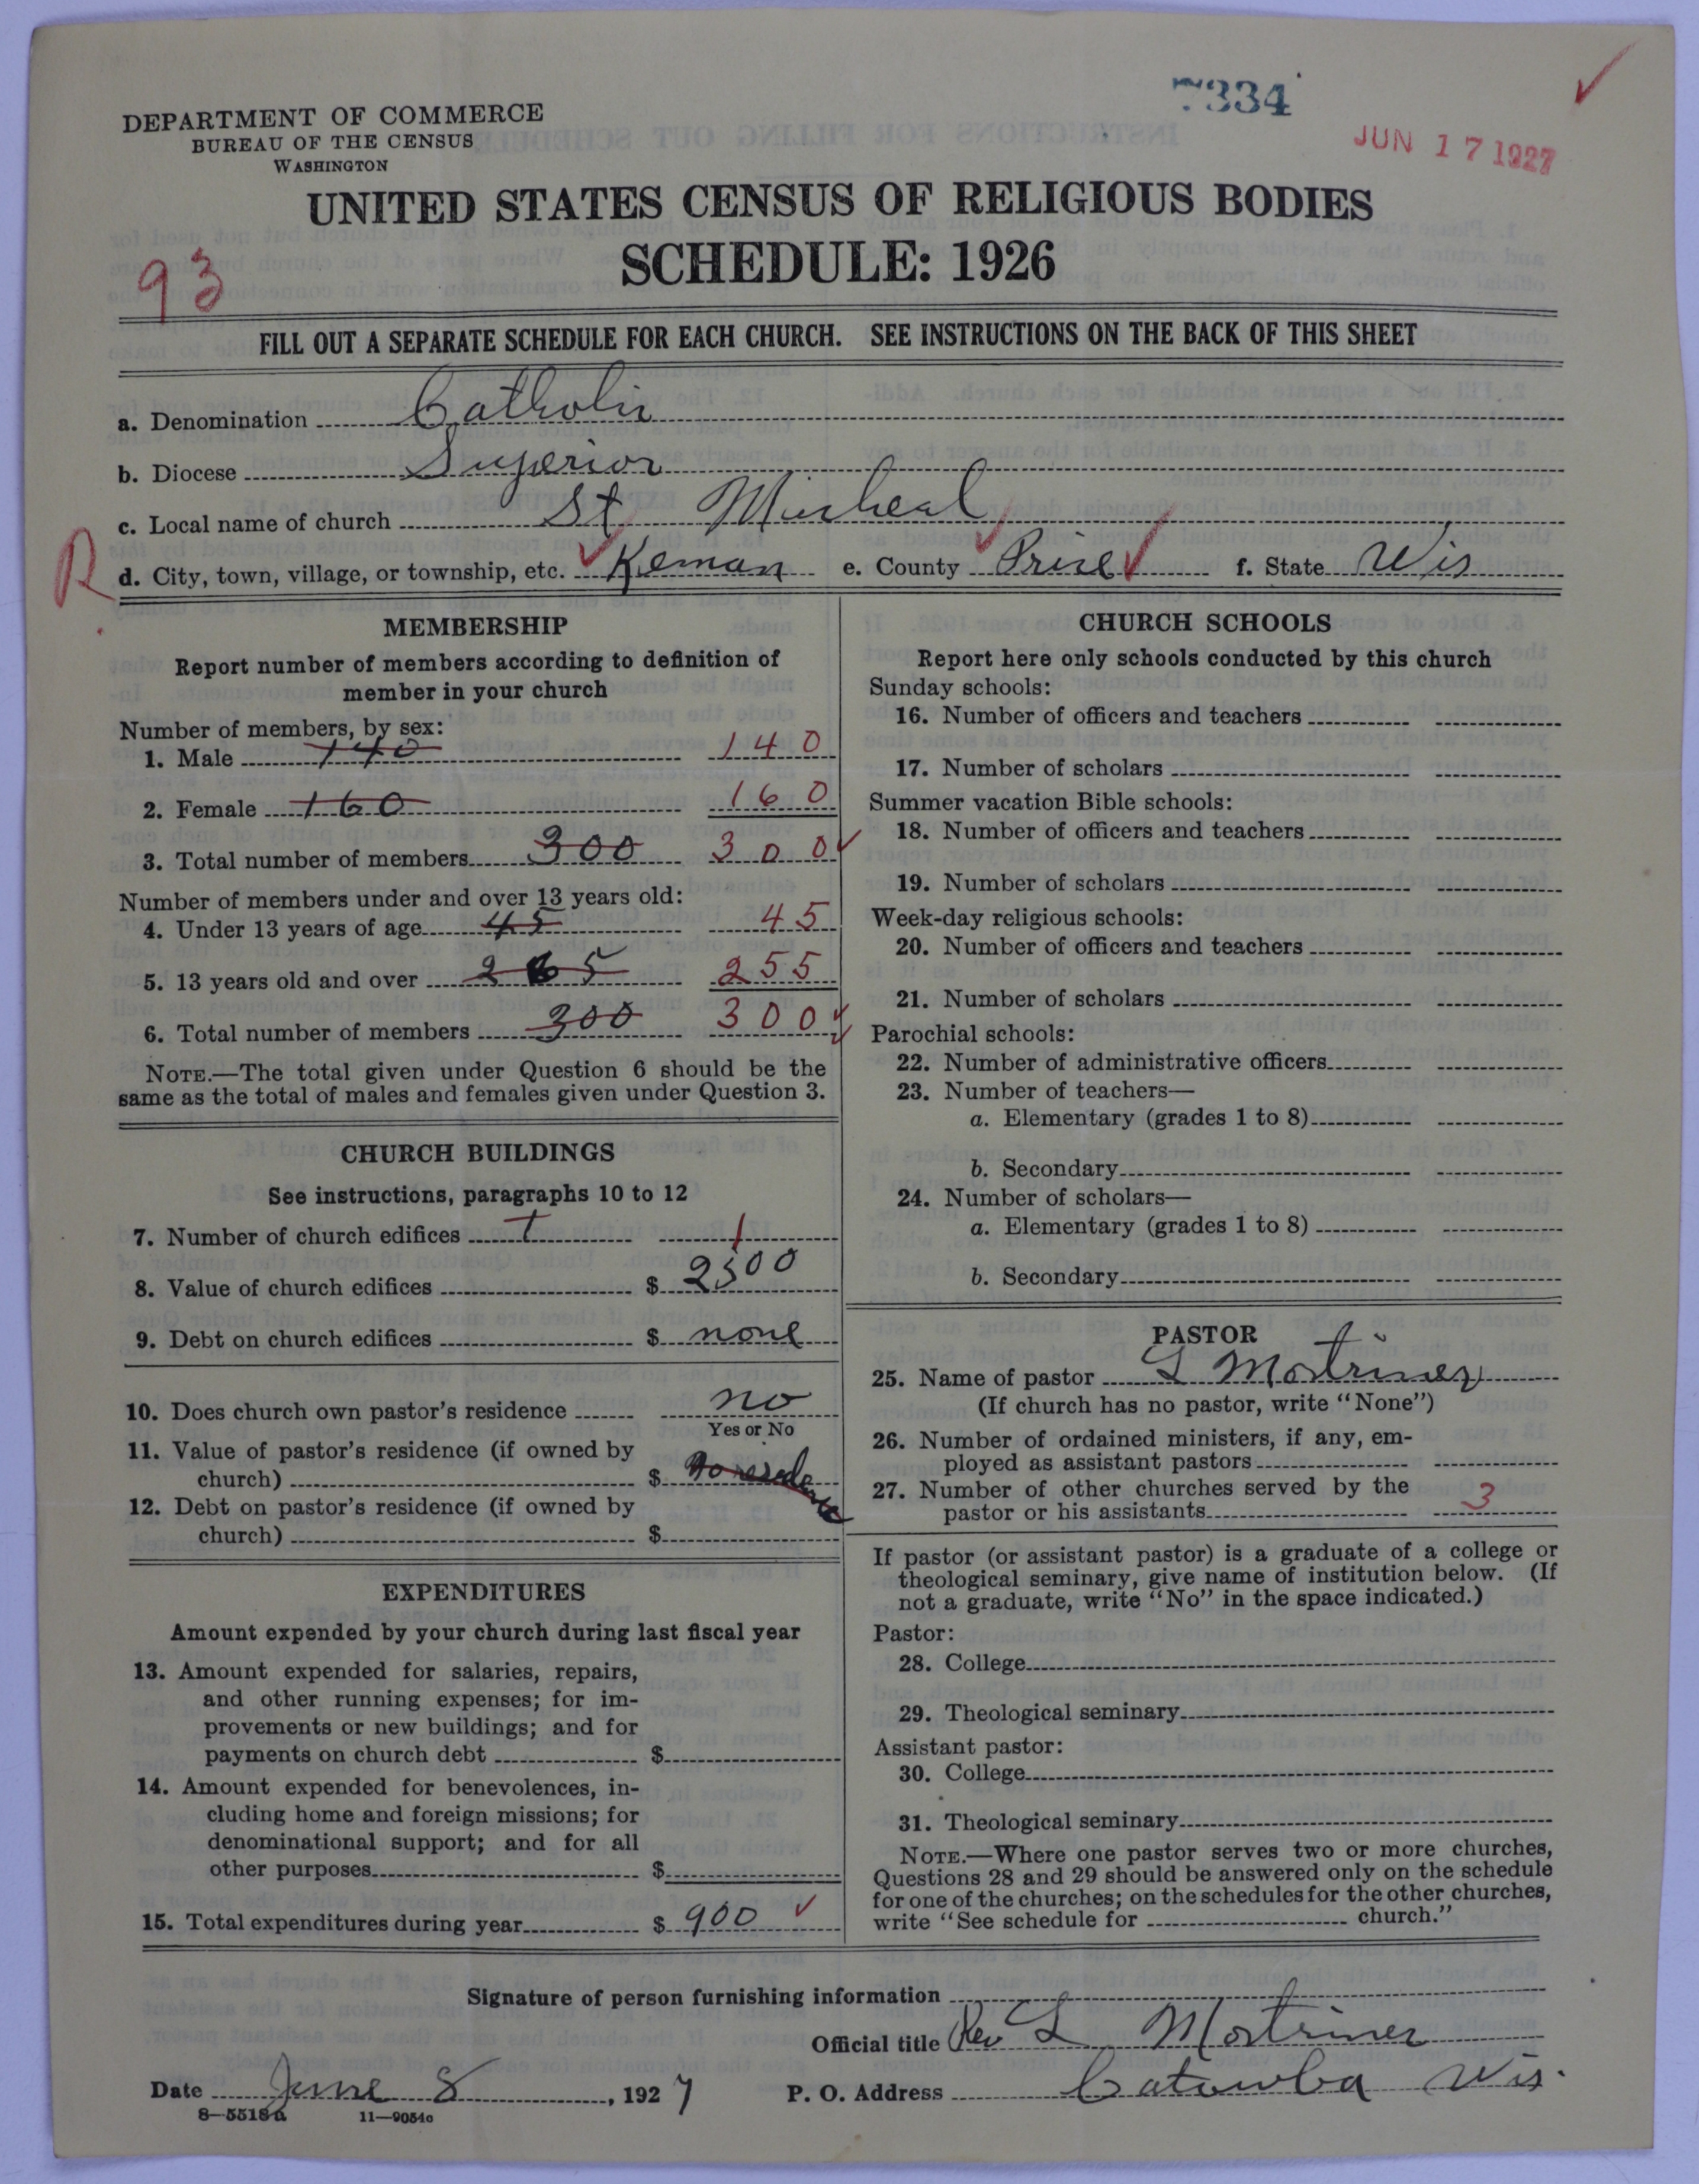 7334
JUN 17 1927
DEPARTMENT OF COMMERCE
BUREAU OF THE CENSUS
WASHINGTON
UNITED STATES CENSUS OF RELIGIOUS BODIES
SCHEDULE: 1926
93
FILL OUT A SEPARATE SCHEDULE FOR EACH CHURCH. SEE INSTRUCTIONS ON THE BACK OF THIS SHEET
a. Denomination Catholic
b. Diocese Superior
c. Local name of church St Micheal
R d. City, town, village, or township, etc. Keman e. County Price f. State Wis
MEMBERSHIP
Report number of members according to definition of
member in your church
Number of members, by sex:
1. Male 140 140
2. Female 160 160
3. Total number of members 300 300
Number of members under and over 13 years old:
4. Under 13 years of age 45 45
5. 13 years old and over 265 255
6. Total number of members 300 300
NOTE.—The total given under Question 6 should be the
same as the total of males and females given under Question 3.
CHURCH BUILDINGS
See instructions, paragraphs 10 to 12
7. Number of church edifices 1 1
8. Value of church edifices $ 2500
9. Debt on church edifices $ none
10. Does church own pastor's residence no
Yes or No
11. Value of pastor's residence (if owned by
church) $ No residence
12. Debt on pastor's residence (if owned by
church) $
EXPENDITURES
Amount expended by your church during last fiscal year
13. Amount expended for salaries, repairs,
and other running expenses; for im-
provements or new buildings; and for
payments on church debt $
14. Amount expended for benevolences, in-
cluding home and foreign missions; for
denominational support; and for all
other purposes $
15. Total expenditures during year $ 900
CHURCH SCHOOLS
Report here only schools conducted by this church
Sunday schools:
16. Number of officers and teachers
17. Number of scholars
Summer vacation Bible schools:
18. Number of officers and teachers
19. Number of scholars
Week-day religious schools:
20. Number of officers and teachers
21. Number of scholars
Parochial schools:
22. Number of administrative officers
23. Number of teachers—
a. Elementary (grades 1 to 8)
b. Secondary
24. Number of scholars—
a. Elementary (grades 1 to 8)
b. Secondary
PASTOR
25. Name of pastor L Mortimer
(If church has no pastor, write "None")
26. Number of ordained ministers, if any, em-
ployed as assistant pastors
27. Number of other churches served by the
pastor or his assistants 3
If pastor (or assistant pastor) is a graduate of a college or
theological seminary, give name of institution below. (If
not a graduate, write "No" in the space indicated.)
Pastor:
28. College
29. Theological seminary
Assistant pastor:
30. College
31. Theological seminary
NOTE.—Where one pastor serves two or more churches,
Questions 28 and 29 should be answered only on the schedule
for one of the churches; on the schedules for the other churches,
write "See schedule for church."
Signature of person furnishing information
Official title Rev L Mortimer
Date June 8, 1927 P. O. Address Catawba Wis.
8—5518a 11—9054c